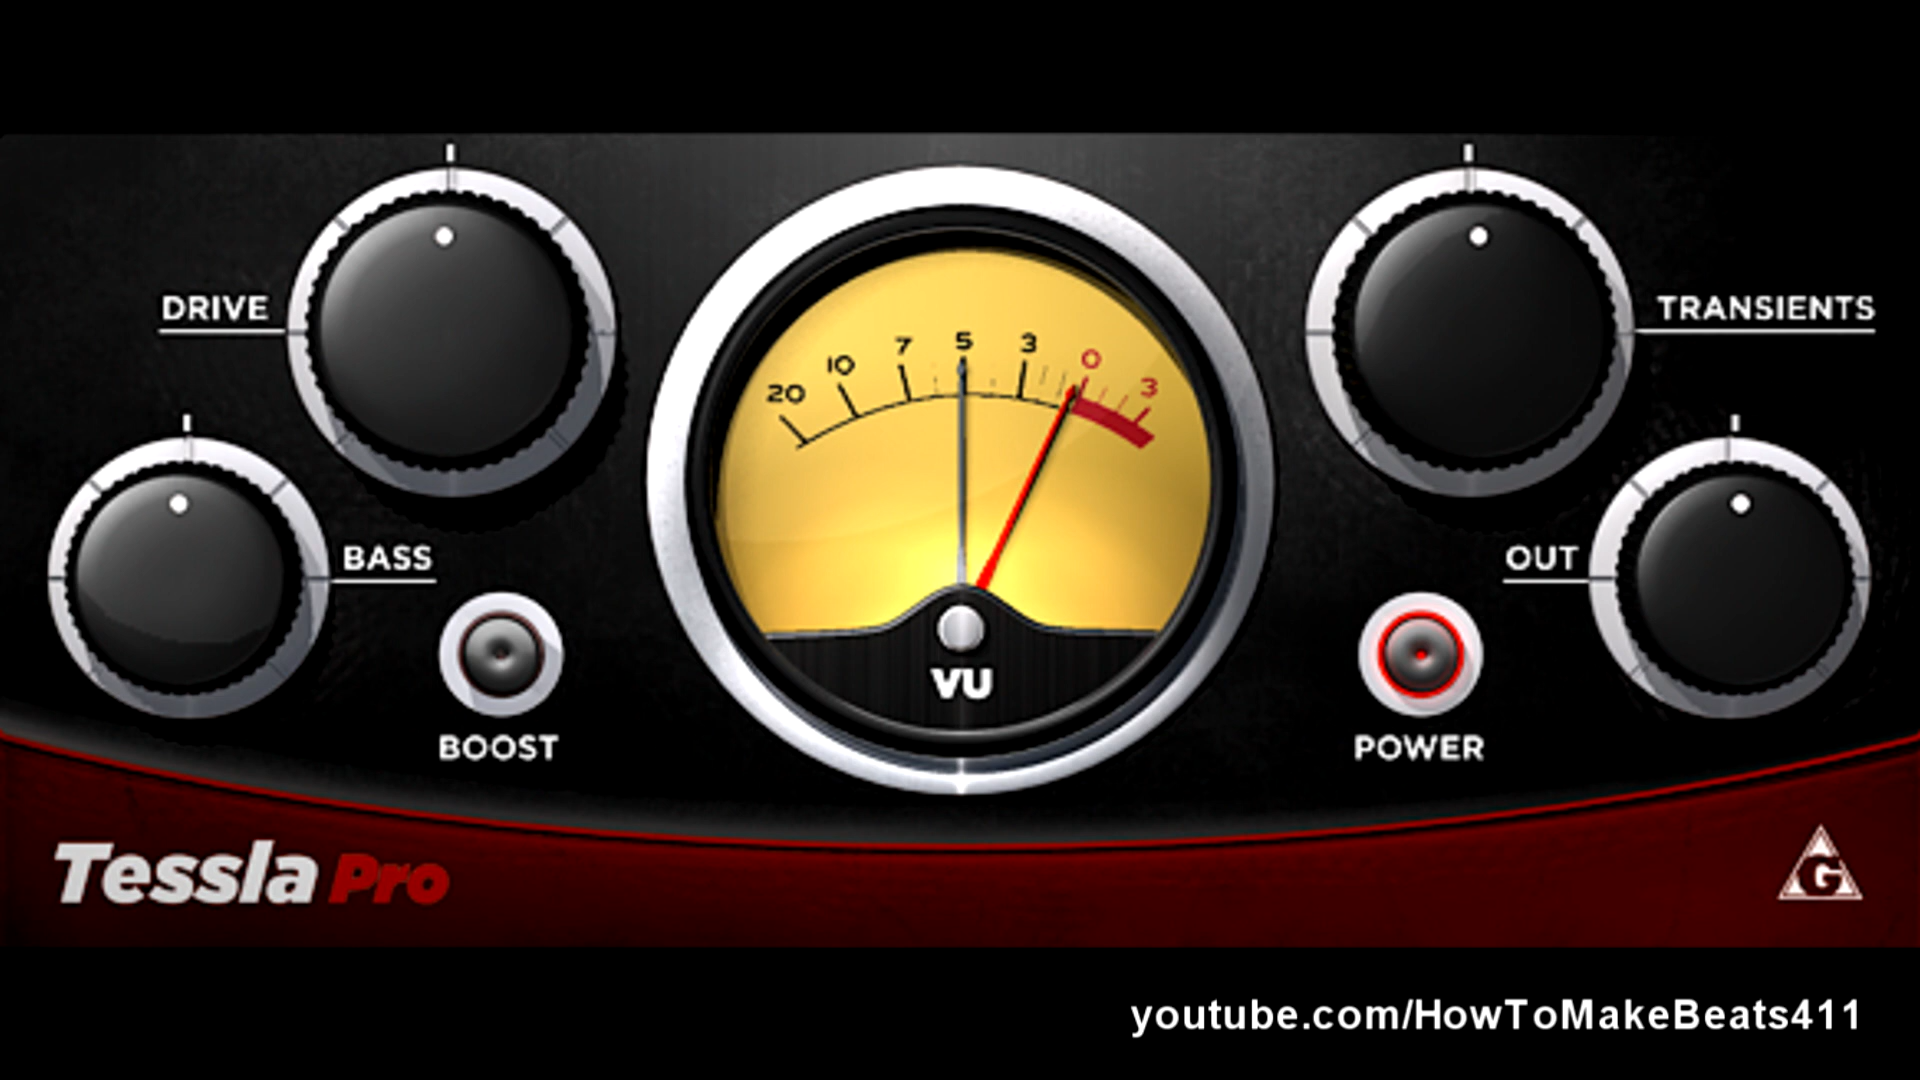 DRIVE
TRANSIENTS
20 10 7 5 3 0 3
BASS
OUT
VU
BOOST
POWER
Tessla Pro
G
youtube.com/HowToMakeBeats411